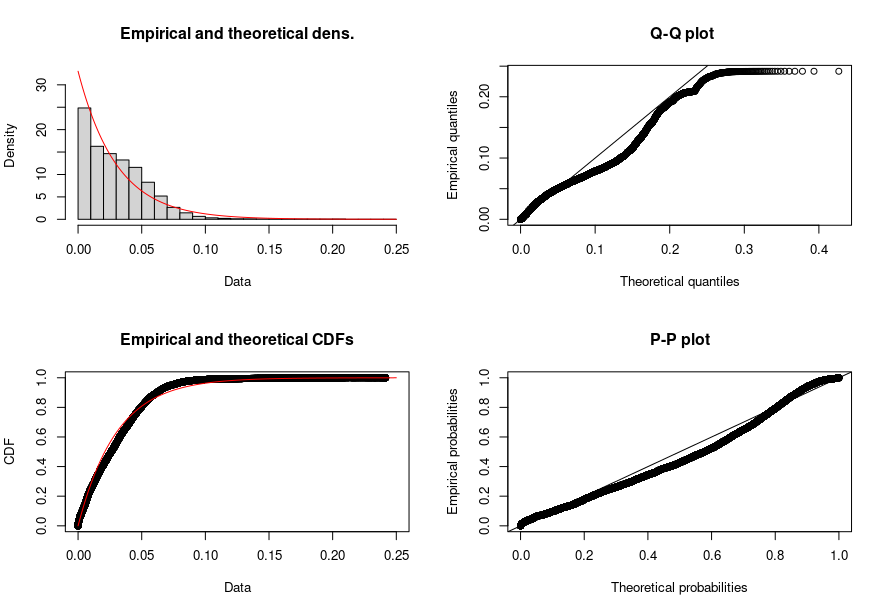 Empirical and theoretical dens.
Density
0 5 10 20 30
0.00 0.05 0.10 0.15 0.20 0.25
Data
Q-Q plot
Empirical quantiles
0.00 0.10 0.20
0.0 0.1 0.2 0.3 0.4
Theoretical quantiles
Empirical and theoretical CDFs
CDF
0.0 0.2 0.4 0.6 0.8 1.0
0.00 0.05 0.10 0.15 0.20 0.25
Data
P-P plot
Empirical probabilities
0.0 0.2 0.4 0.6 0.8 1.0
0.0 0.2 0.4 0.6 0.8 1.0
Theoretical probabilities